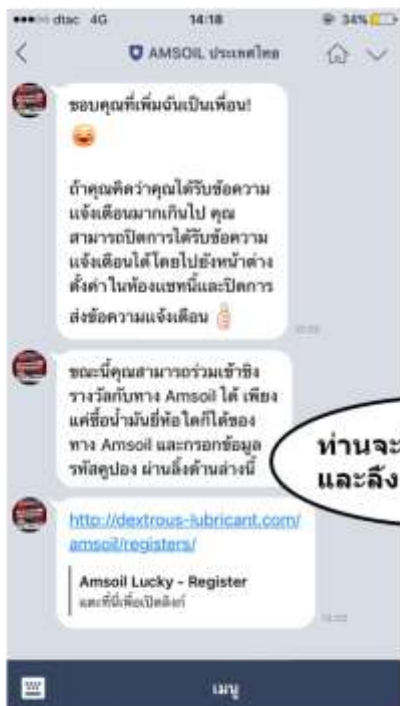 dtac 4G 14:18 34%
AMSOIL ประเทศไทย
ขอบคุณที่เพิ่มฉันเป็นเพื่อน!
ถ้าคุณคิดว่าคุณได้รับข้อความ
แจ้งเตือนมากเกินไป คุณ
สามารถปิดการได้รับข้อความ
แจ้งเตือนได้โดยไปยังหน้าต่าง
ตั้งค่าในห้องแชทนี้และปิดการ
ส่งข้อความแจ้งเตือน
ขณะนี้คุณสามารถร่วมเข้าชิง
รางวัลกับทาง Amsoil ได้ เพียง
แค่ซื้อน้ำมันยี่ห้อใดก็ได้ของ
ทาง Amsoil และกรอกข้อมูล
รหัสคูปอง ผ่านลิ้งด้านล่างนี้
ท่านจะ
และลิง
http://dextrous-lubricant.com/
amsoil/registers/
Amsoil Lucky - Register
แตะที่นี่เพื่อเปิดลิงก์
เมนู